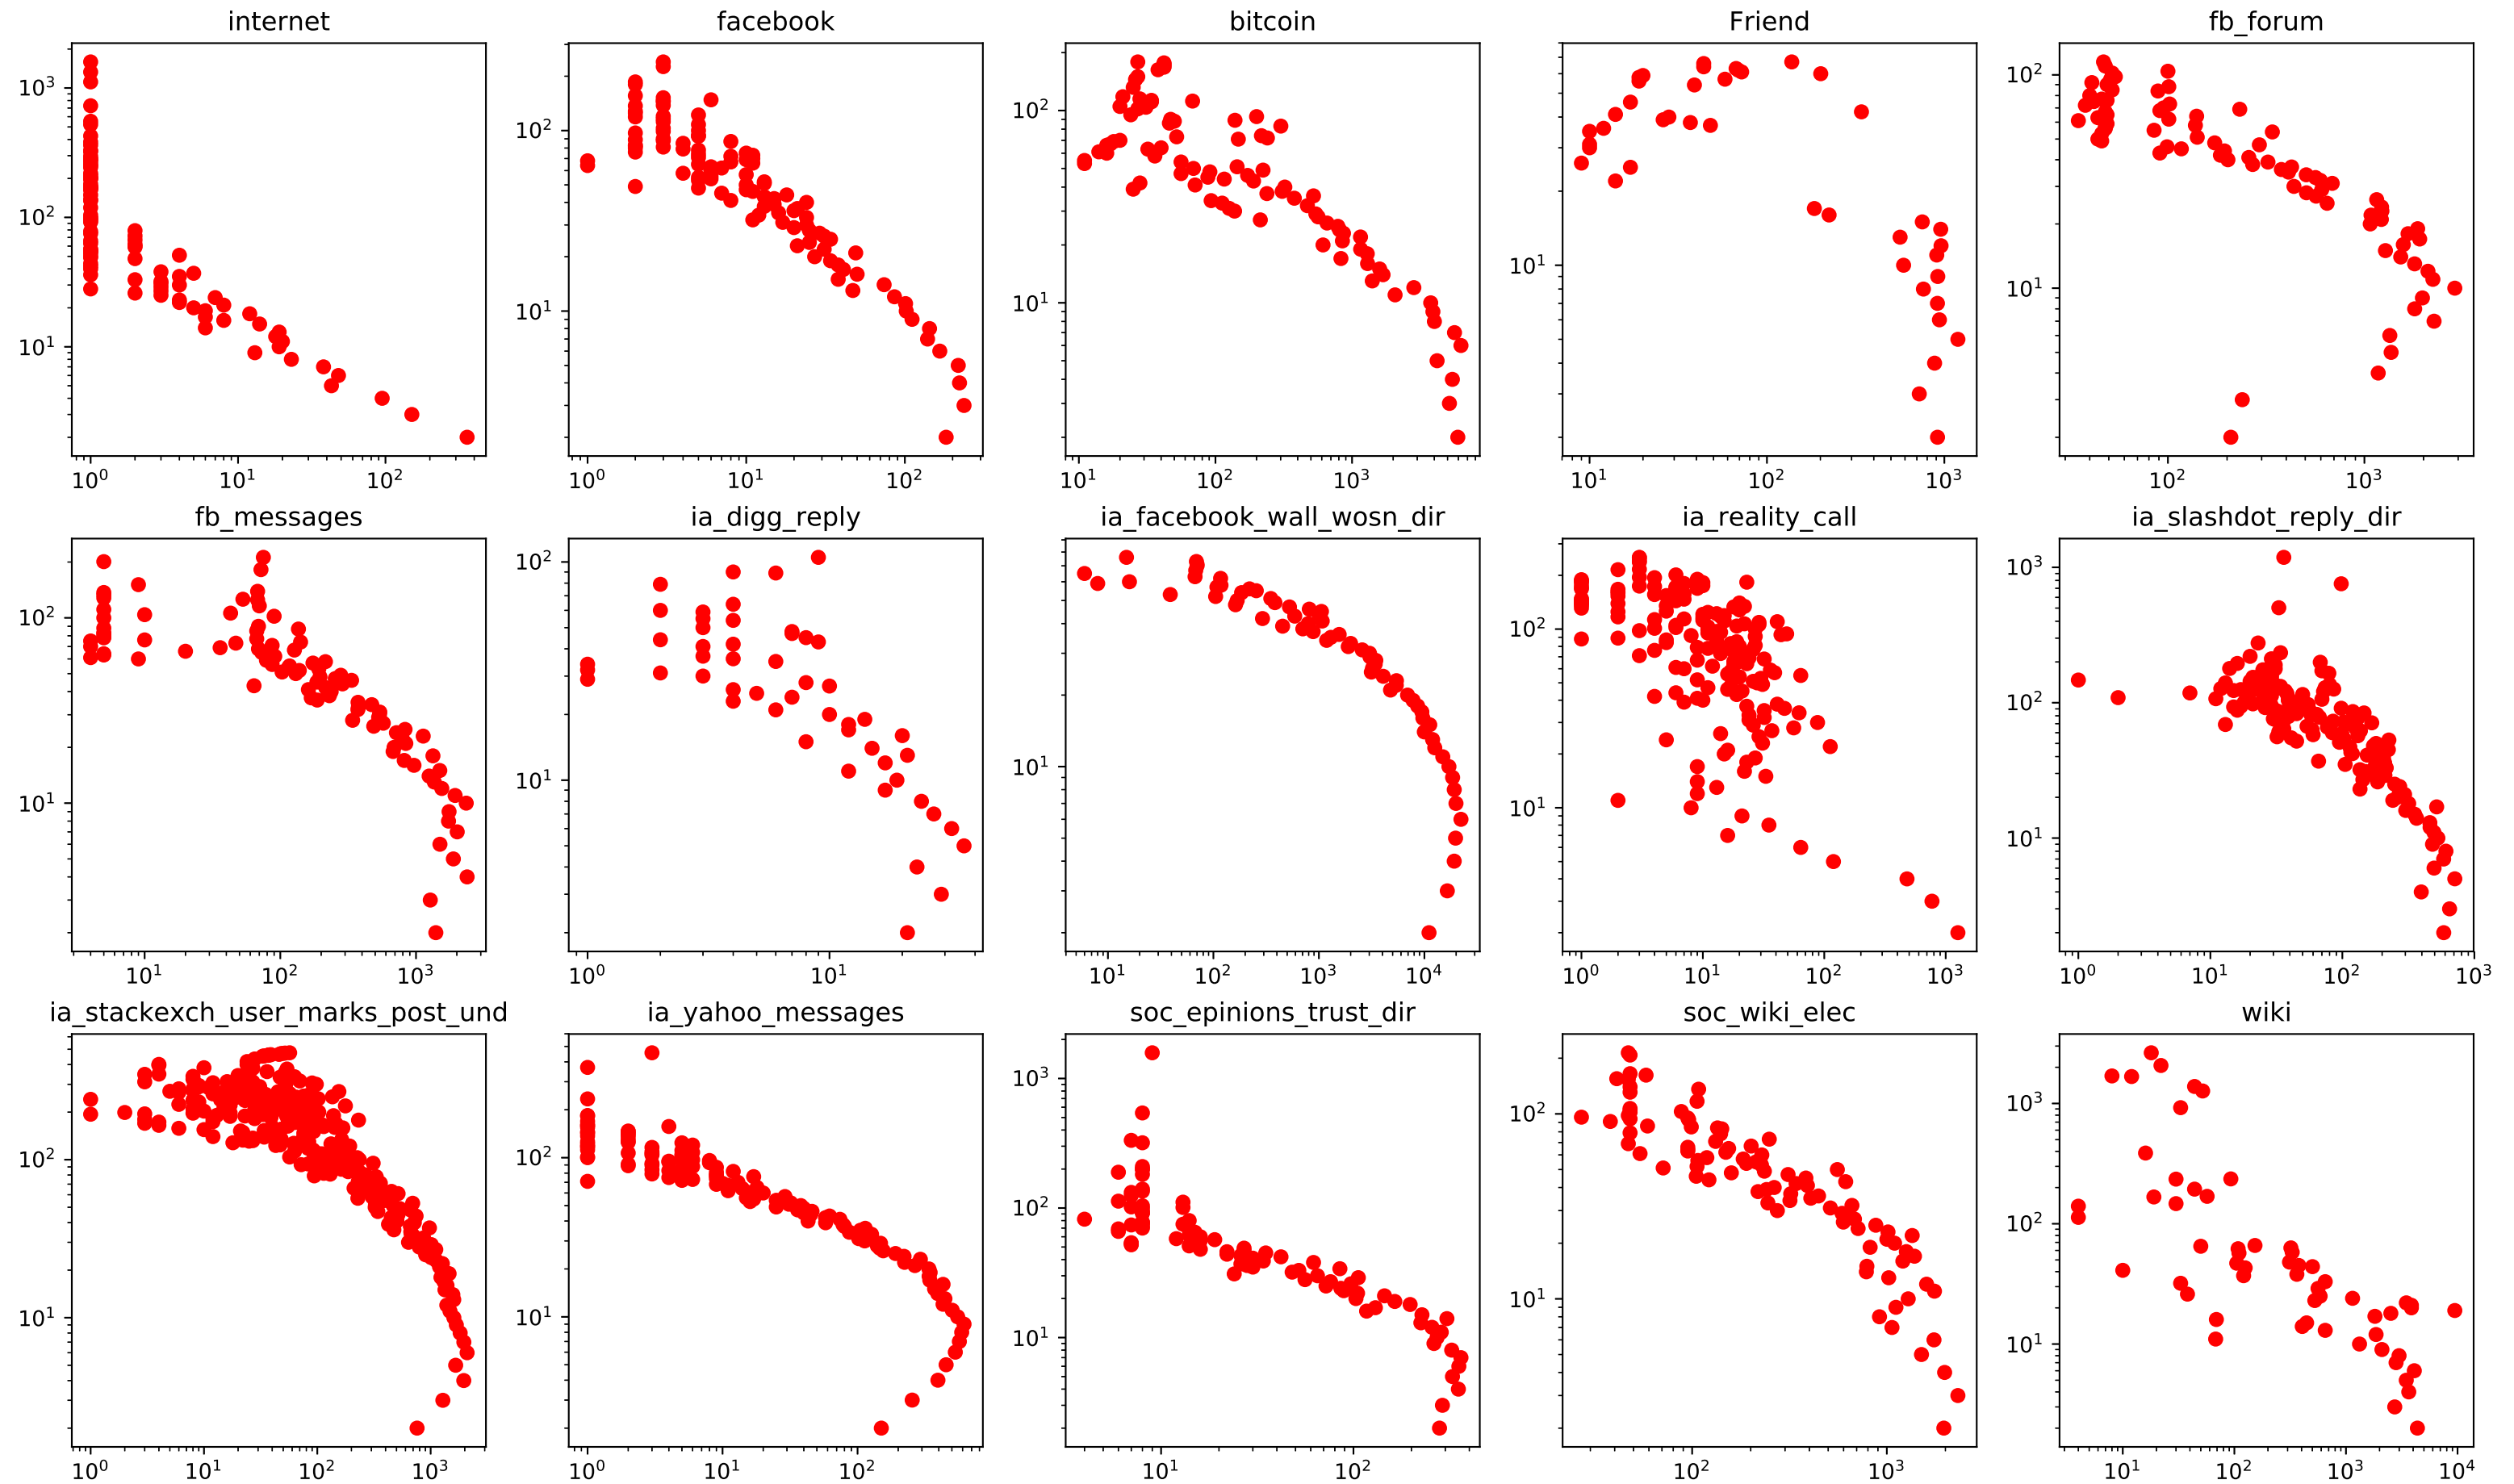 internet facebook bitcoin Friend fb_forum
10³ 10² 10¹
10⁰ 10¹ 10²
10² 10¹
10⁰ 10¹ 10²
10² 10¹
10¹ 10² 10³
10¹
10¹ 10² 10³
10² 10¹
10² 10³
fb_messages ia_digg_reply ia_facebook_wall_wosn_dir ia_reality_call ia_slashdot_reply_dir
10² 10¹
10¹ 10² 10³
10² 10¹
10⁰ 10¹
10¹
10¹ 10² 10³ 10⁴
10² 10¹
10⁰ 10¹ 10² 10³
10³ 10² 10¹
10⁰ 10¹ 10² 10³
ia_stackexch_user_marks_post_und ia_yahoo_messages soc_epinions_trust_dir soc_wiki_elec wiki
10² 10¹
10⁰ 10¹ 10² 10³
10² 10¹
10⁰ 10¹ 10²
10³ 10² 10¹
10¹ 10²
10² 10¹
10² 10³
10³ 10² 10¹
10¹ 10² 10³ 10⁴